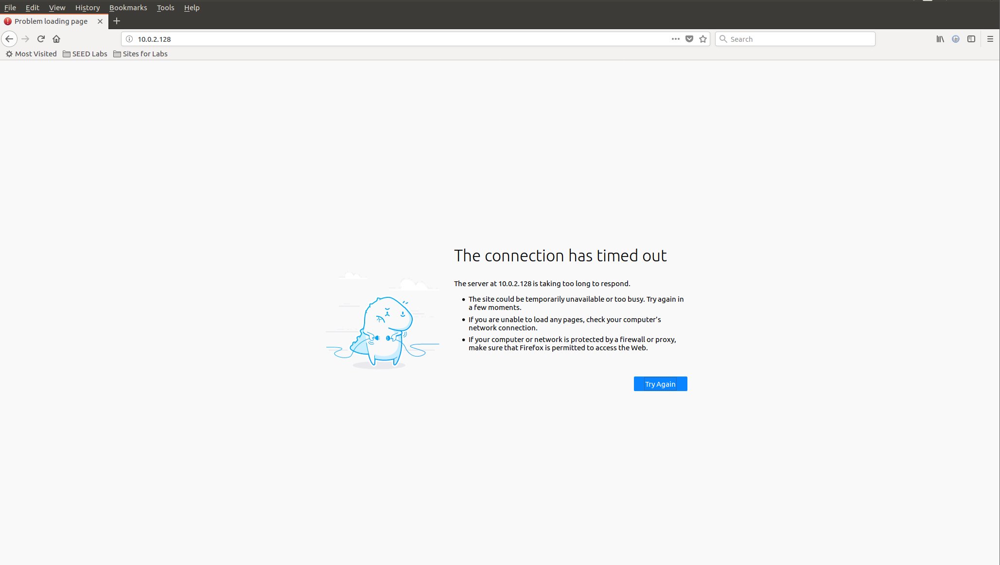 File Edit View History Bookmarks Tools Help
Problem loading page
10.0.2.128
Search
Most Visited SEED Labs Sites for Labs
The connection has timed out
The server at 10.0.2.128 is taking too long to respond.
The site could be temporarily unavailable or too busy. Try again in
a few moments.
If you are unable to load any pages, check your computer’s
network connection.
If your computer or network is protected by a firewall or proxy,
make sure that Firefox is permitted to access the Web.
Try Again